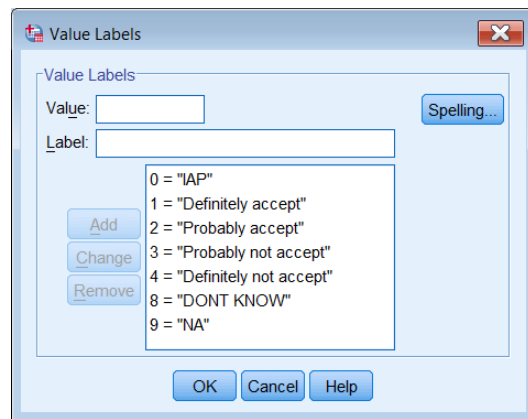 Value Labels
Value Labels
Value:
Spelling...
Label:
0 = "IAP"
1 = "Definitely accept"
2 = "Probably accept"
3 = "Probably not accept"
4 = "Definitely not accept"
8 = "DONT KNOW"
9 = "NA"
Add
Change
Remove
OK Cancel Help